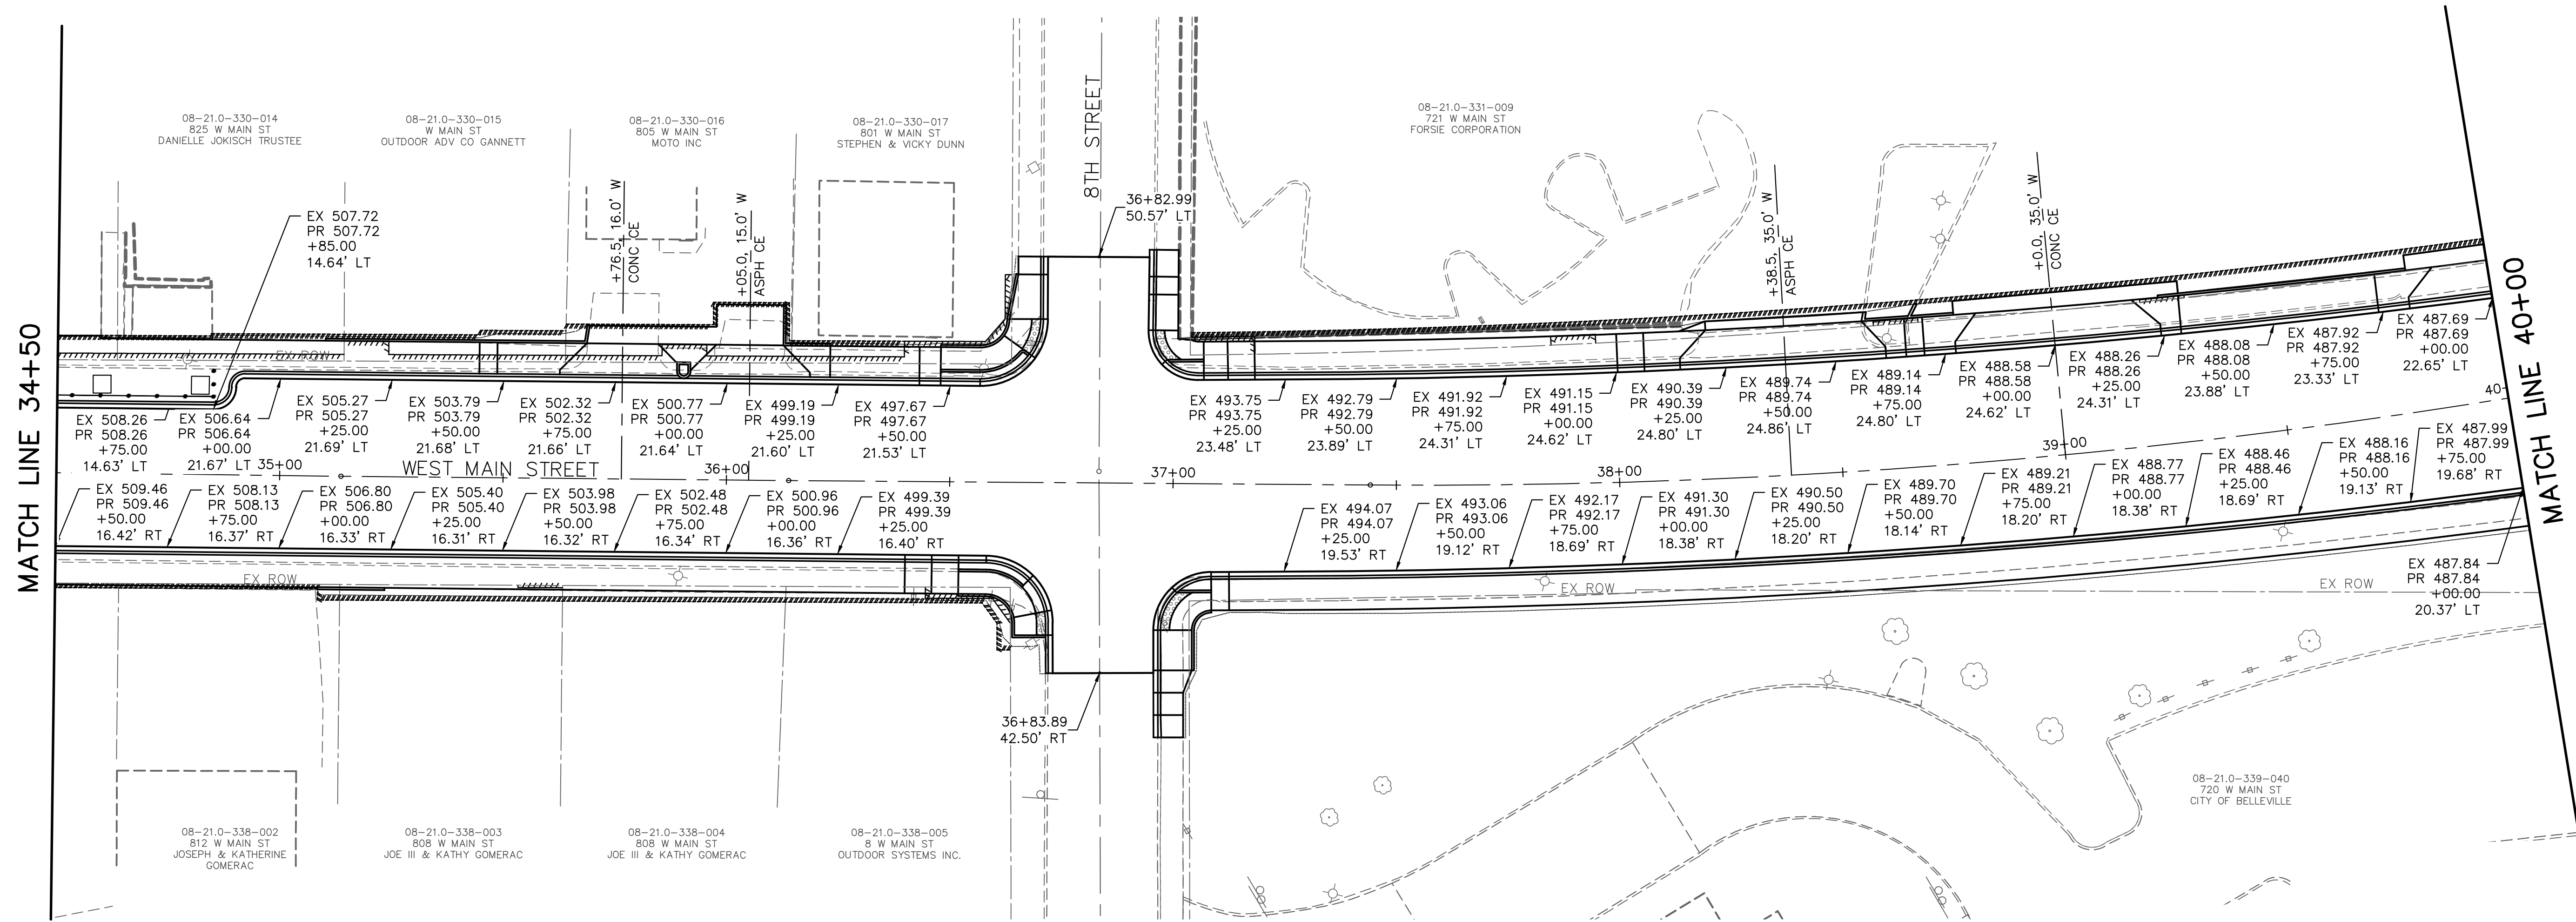 MATCH LINE 34+50
08-21.0-330-014
825 W MAIN ST
DANIELLE JOKISCH TRUSTEE
08-21.0-330-015
W MAIN ST
OUTDOOR ADV CO GANNETT
08-21.0-330-016
805 W MAIN ST
MOTO INC
08-21.0-330-017
801 W MAIN ST
STEPHEN & VICKY DUNN
8TH STREET
08-21.0-331-009
721 W MAIN ST
FORSIE CORPORATION
EX 507.72
PR 507.72
+85.00
14.64' LT
+76.5, 16.0' W
CONC CE
+05.0, 15.0' W
ASPH CE
36+82.99
50.57' LT
+38.5, 35.0' W
ASPH CE
+0.0, 35.0' W
CONC CE
EX ROW
EX 508.26
PR 508.26
+75.00
14.63' LT
EX 506.64
PR 506.64
+00.00
21.67' LT
EX 505.27
PR 505.27
+25.00
21.69' LT
EX 503.79
PR 503.79
+50.00
21.68' LT
EX 502.32
PR 502.32
+75.00
21.66' LT
EX 500.77
PR 500.77
+00.00
21.64' LT
EX 499.19
PR 499.19
+25.00
21.60' LT
EX 497.67
PR 497.67
+50.00
21.53' LT
EX 493.75
PR 493.75
+25.00
23.48' LT
EX 492.79
PR 492.79
+50.00
23.89' LT
EX 491.92
PR 491.92
+75.00
24.31' LT
EX 491.15
PR 491.15
+00.00
24.62' LT
EX 490.39
PR 490.39
+25.00
24.80' LT
EX 489.74
PR 489.74
+50.00
24.86' LT
EX 489.14
PR 489.14
+75.00
24.80' LT
EX 488.58
PR 488.58
+00.00
24.62' LT
EX 488.26
PR 488.26
+25.00
24.31' LT
EX 488.08
PR 488.08
+50.00
23.88' LT
EX 487.92
PR 487.92
+75.00
23.33' LT
EX 487.69
PR 487.69
+00.00
22.65' LT
MATCH LINE 40+00
35+00
WEST MAIN STREET
36+00
37+00
38+00
39+00
40
EX 509.46
PR 509.46
+50.00
16.42' RT
EX 508.13
PR 508.13
+75.00
16.37' RT
EX 506.80
PR 506.80
+00.00
16.33' RT
EX 505.40
PR 505.40
+25.00
16.31' RT
EX 503.98
PR 503.98
+50.00
16.32' RT
EX 502.48
PR 502.48
+75.00
16.34' RT
EX 500.96
PR 500.96
+00.00
16.36' RT
EX 499.39
PR 499.39
+25.00
16.40' RT
EX 494.07
PR 494.07
+25.00
19.53' RT
EX 493.06
PR 493.06
+50.00
19.12' RT
EX 492.17
PR 492.17
+75.00
18.69' RT
EX 491.30
PR 491.30
+00.00
18.38' RT
EX 490.50
PR 490.50
+25.00
18.20' RT
EX 489.70
PR 489.70
+50.00
18.14' RT
EX 489.21
PR 489.21
+75.00
18.20' RT
EX 488.77
PR 488.77
+00.00
18.38' RT
EX 488.46
PR 488.46
+25.00
18.69' RT
EX 488.16
PR 488.16
+50.00
19.13' RT
EX 487.99
PR 487.99
+75.00
19.68' RT
EX 487.84
PR 487.84
+00.00
20.37' LT
EX ROW
EX ROW
EX ROW
36+83.89
42.50' RT
08-21.0-338-002
812 W MAIN ST
JOSEPH & KATHERINE
GOMERAC
08-21.0-338-003
808 W MAIN ST
JOE III & KATHY GOMERAC
08-21.0-338-004
808 W MAIN ST
JOE III & KATHY GOMERAC
08-21.0-338-005
8 W MAIN ST
OUTDOOR SYSTEMS INC.
08-21.0-339-040
720 W MAIN ST
CITY OF BELLEVILLE